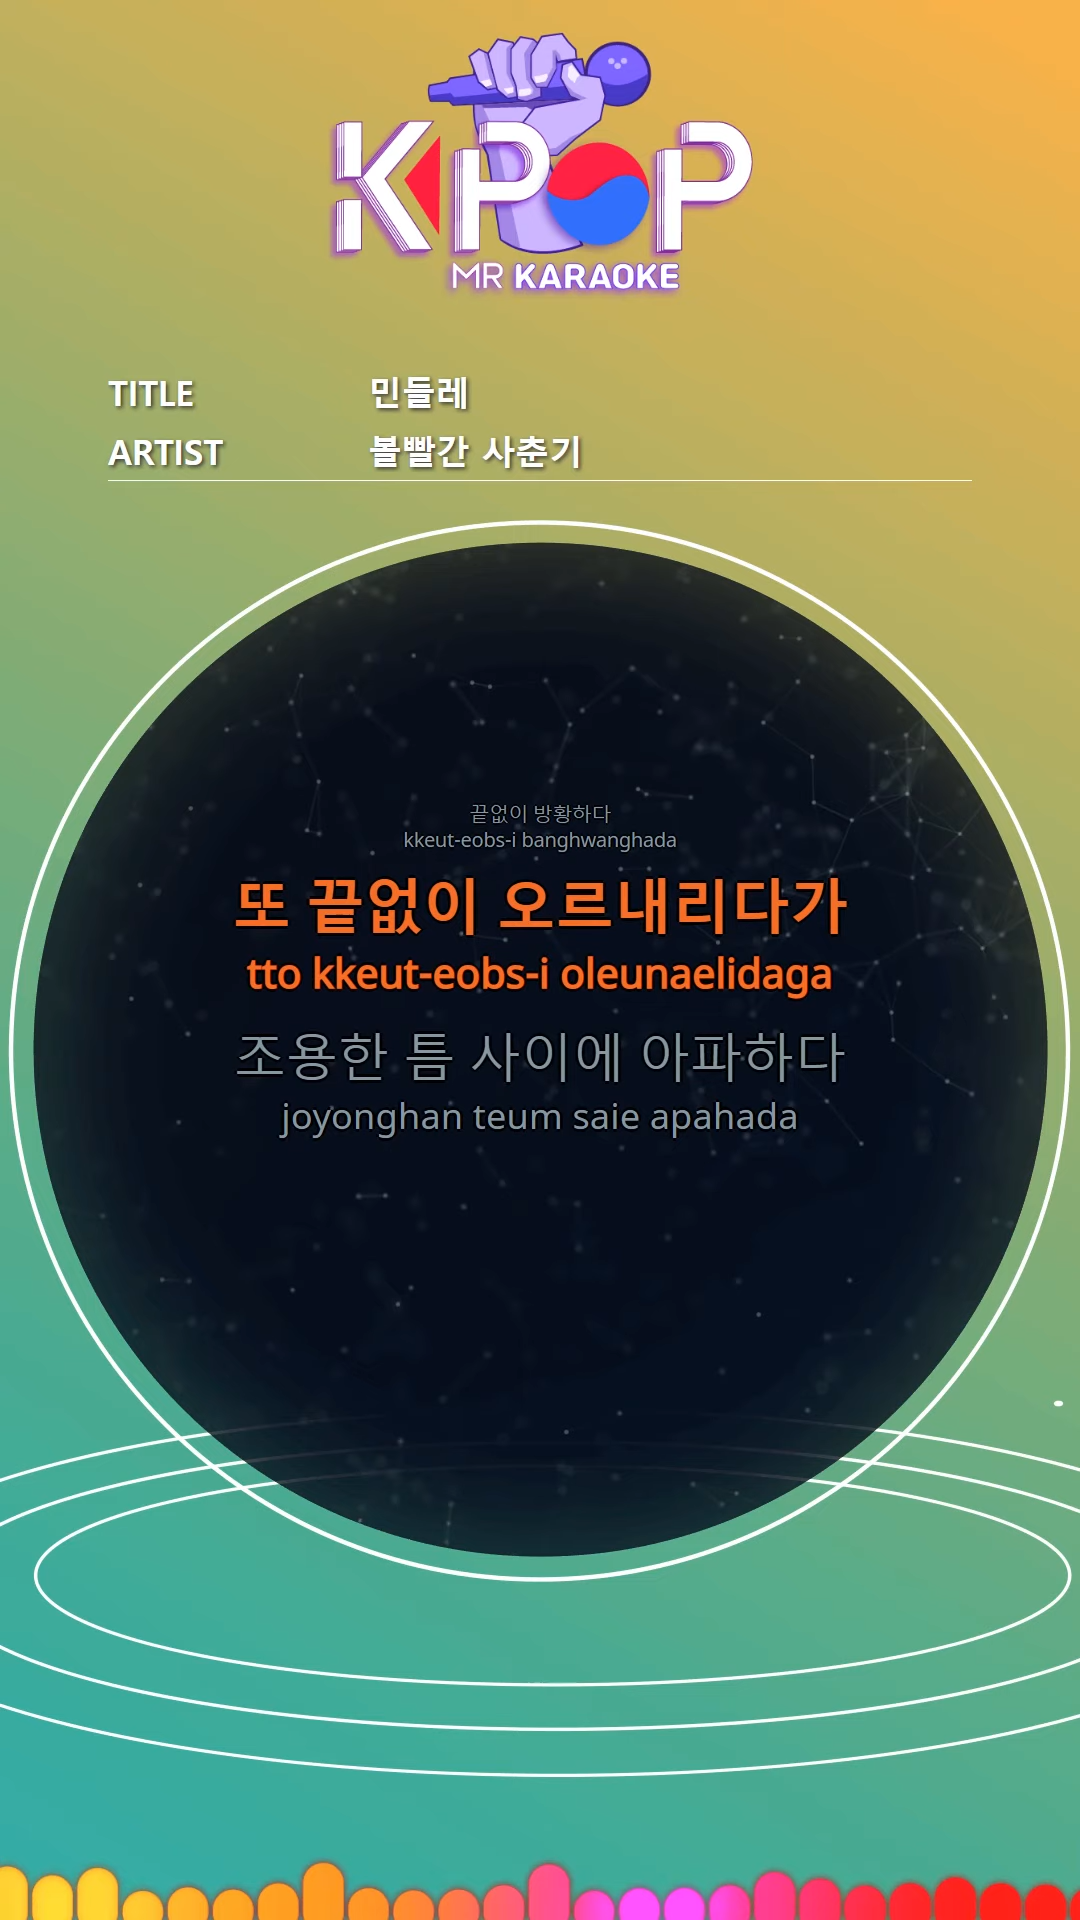 KPOP
MR KARAOKE
TITLE 민들레
ARTIST 볼빨간 사춘기
끝없이 방황하다
kkeut-eobs-i banghwanghada
또 끝없이 오르내리다가
tto kkeut-eobs-i oleunaelidaga
조용한 틈 사이에 아파하다
joyonghan teum saie apahada